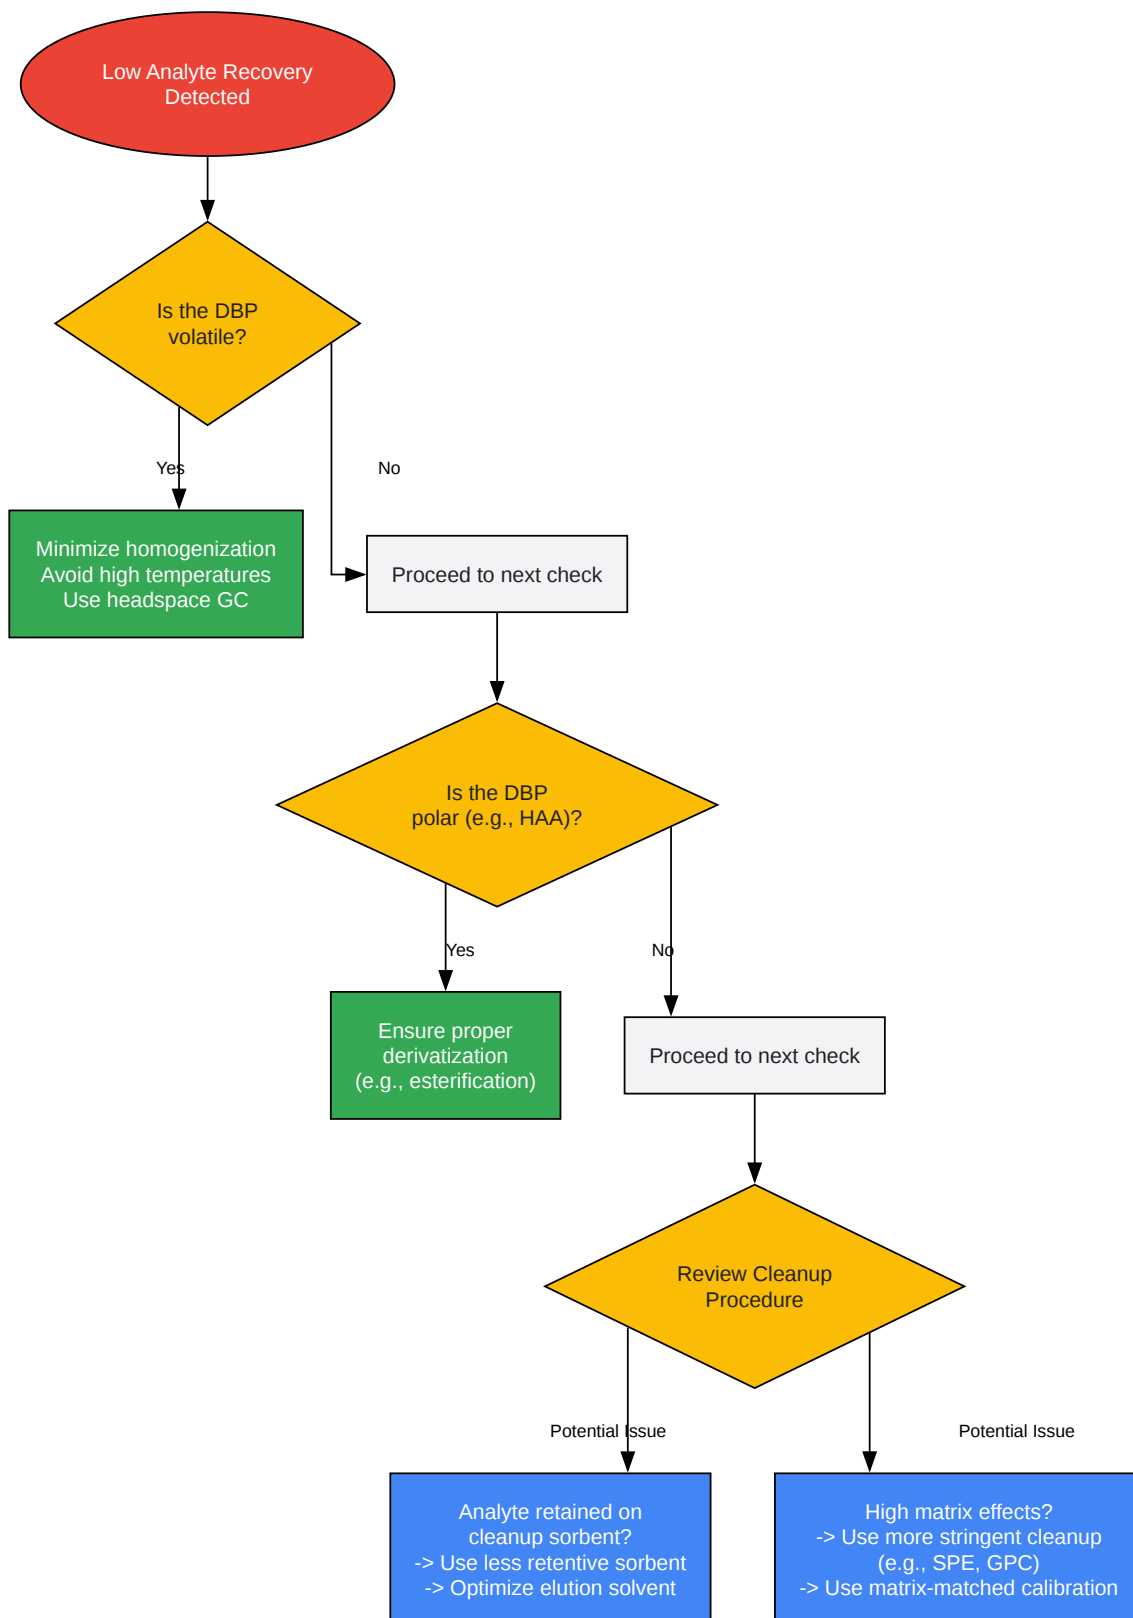 Low Analyte Recovery
Detected
Is the DBP
volatile?
Yes
No
Minimize homogenization
Avoid high temperatures
Use headspace GC
Proceed to next check
Is the DBP
polar (e.g., HAA)?
Yes
No
Ensure proper
derivatization
(e.g., esterification)
Proceed to next check
Review Cleanup
Procedure
Potential Issue
Potential Issue
Analyte retained on
cleanup sorbent?
-> Use less retentive sorbent
-> Optimize elution solvent
High matrix effects?
-> Use more stringent cleanup
(e.g., SPE, GPC)
-> Use matrix-matched calibration